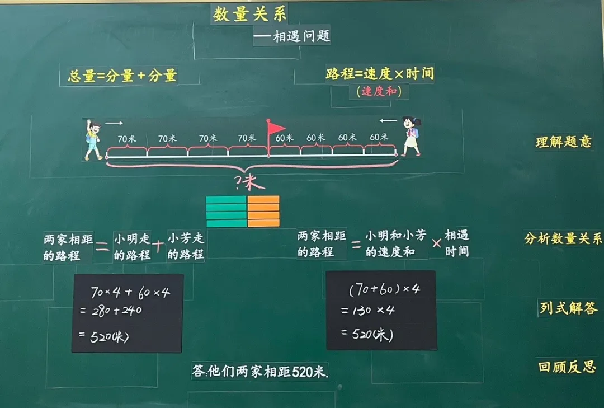 数量关系
—相遇问题
总量=分量+分量
路程=速度×时间
(速度和)
70米 70米 70米 70米 60米 60米 60米 60米
理解题意
?米
两家相距的路程=小明走的路程+小芳走的路程
两家相距的路程=小明和小芳的速度和×相遇时间
分析数量关系
70×4+60×4
=280+240
=520(米)
(70+60)×4
=130×4
=520(米)
列式解答
答:他们两家相距520米.
回顾反思